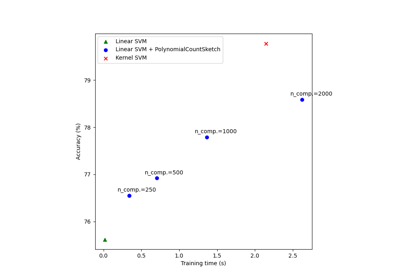 Linear SVM
Linear SVM + PolynomialCountSketch
Kernel SVM
n_comp.=2000
n_comp.=1000
n_comp.=500
n_comp.=250
79
78
77
76
Accuracy (%)
0.0 0.5 1.0 1.5 2.0 2.5
Training time (s)